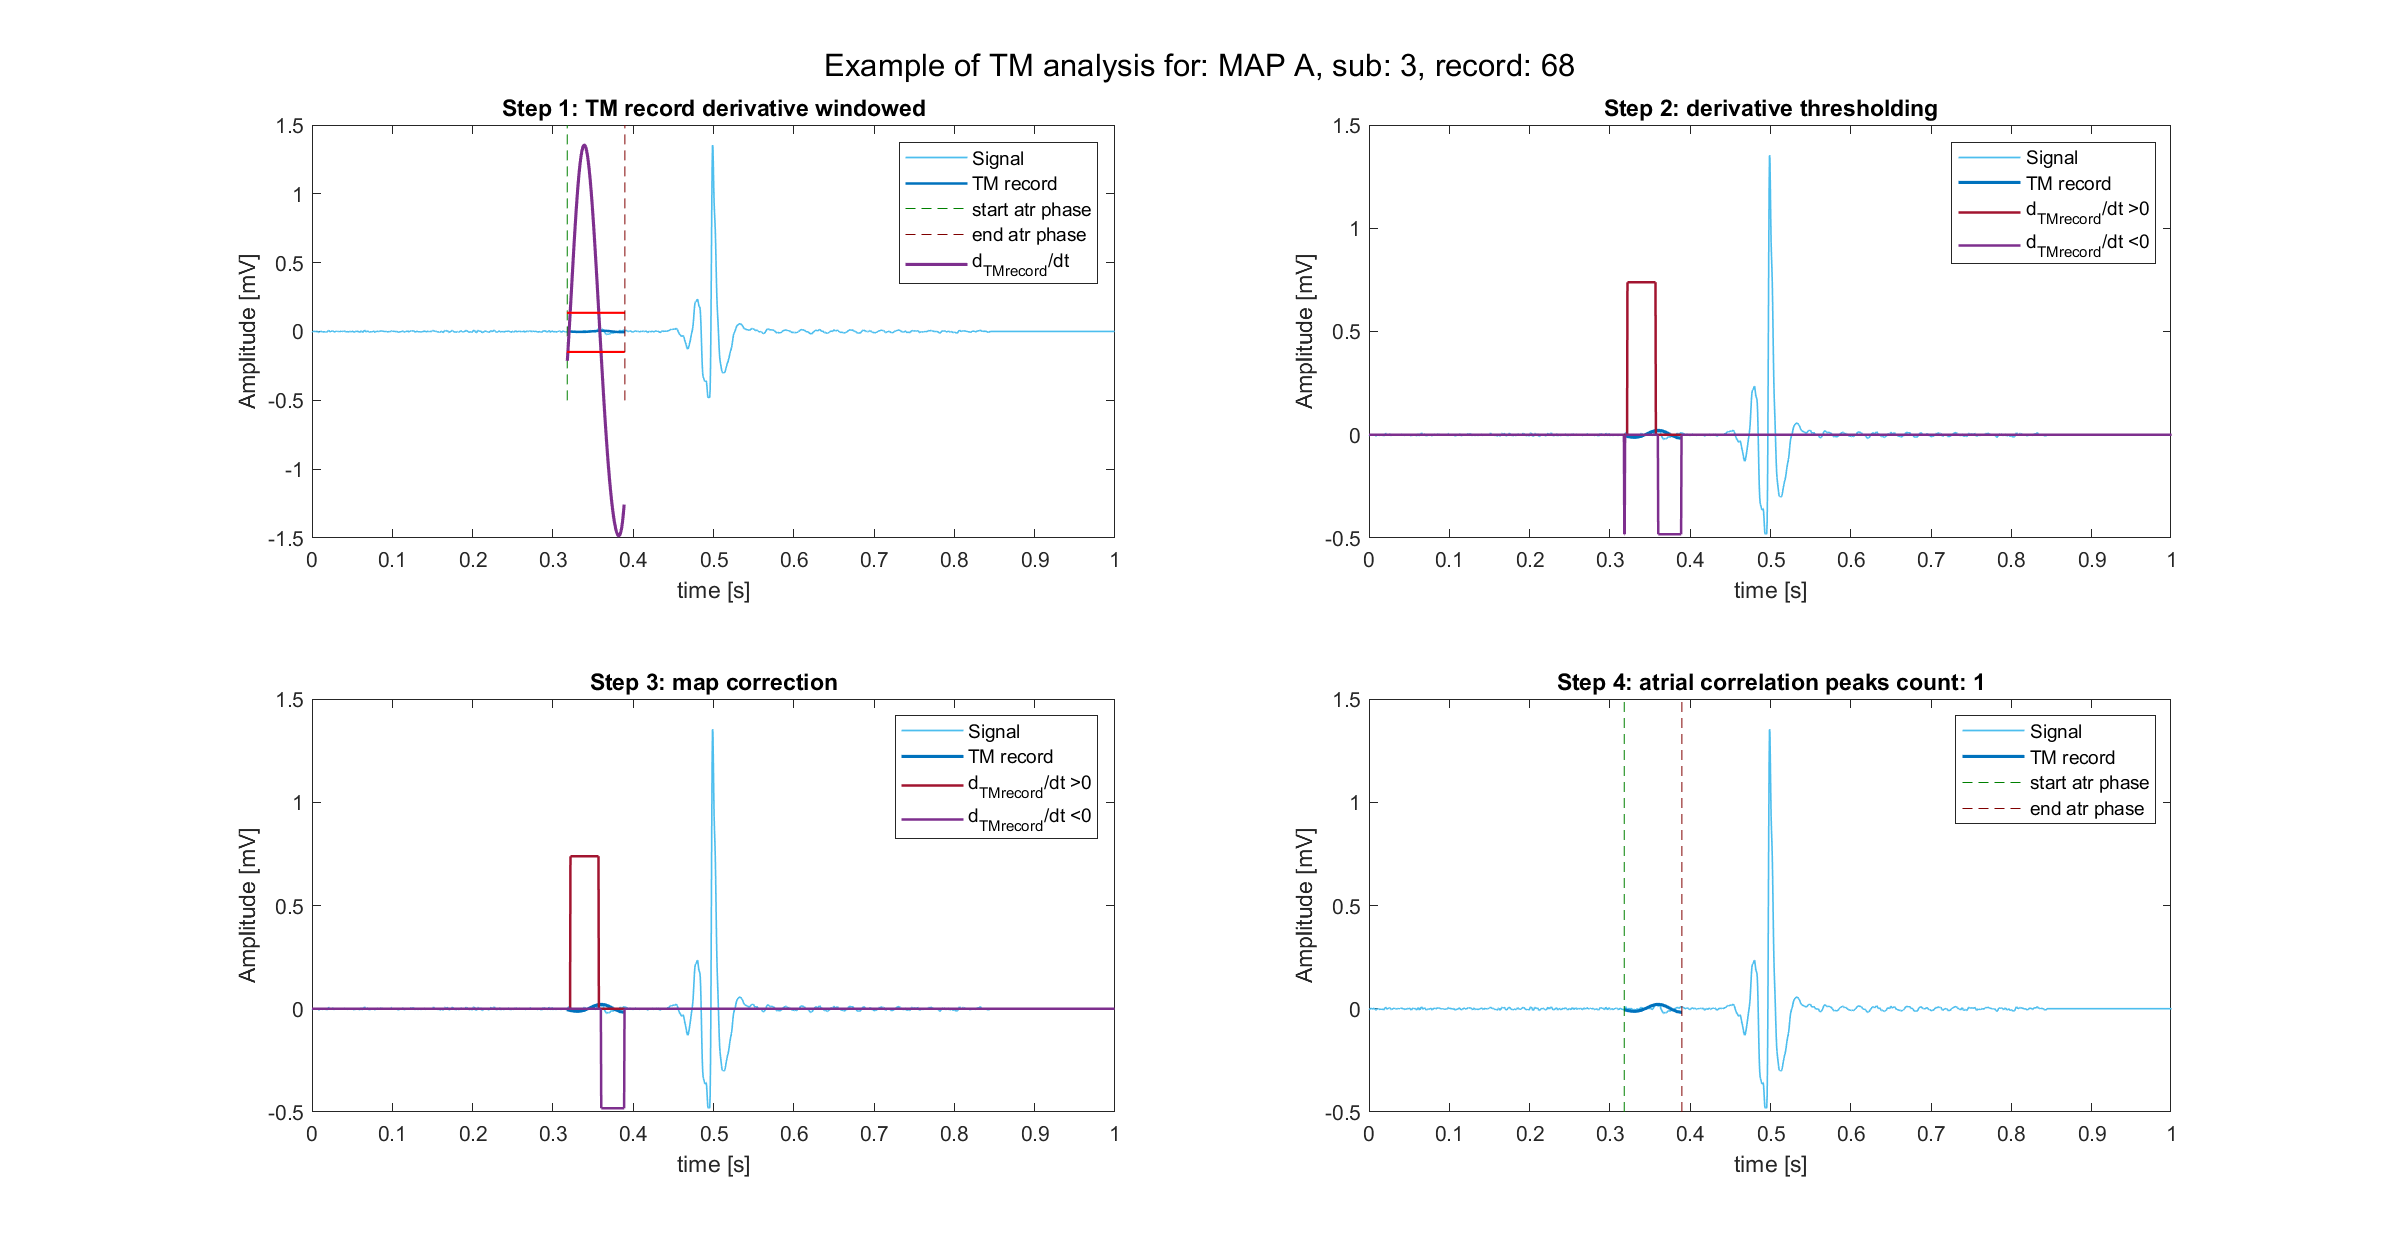 Example of TM analysis for: MAP A, sub: 3, record: 68
Step 1: TM record derivative windowed
1.5
1
0.5
0
-0.5
-1
-1.5
Amplitude [mV]
0 0.1 0.2 0.3 0.4 0.5 0.6 0.7 0.8 0.9 1
time [s]
Signal
TM record
start atr phase
end atr phase
dTMrecord/dt
Step 2: derivative thresholding
1.5
1
0.5
0
-0.5
Amplitude [mV]
0 0.1 0.2 0.3 0.4 0.5 0.6 0.7 0.8 0.9 1
time [s]
Signal
TM record
dTMrecord/dt >0
dTMrecord/dt <0
Step 3: map correction
1.5
1
0.5
0
-0.5
Amplitude [mV]
0 0.1 0.2 0.3 0.4 0.5 0.6 0.7 0.8 0.9 1
time [s]
Signal
TM record
dTMrecord/dt >0
dTMrecord/dt <0
Step 4: atrial correlation peaks count: 1
1.5
1
0.5
0
-0.5
Amplitude [mV]
0 0.1 0.2 0.3 0.4 0.5 0.6 0.7 0.8 0.9 1
time [s]
Signal
TM record
start atr phase
end atr phase